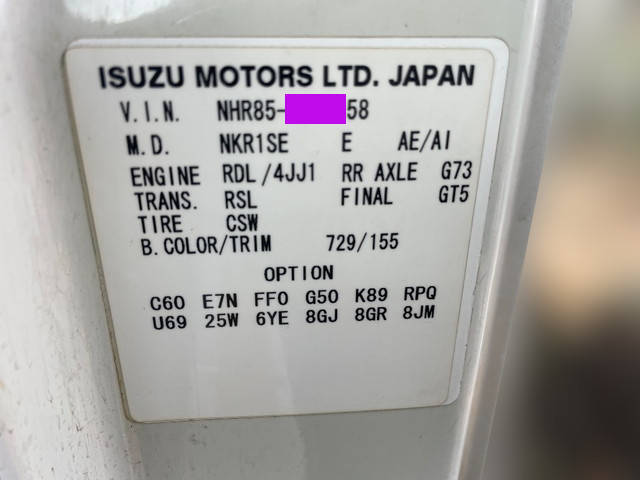 ISUZU MOTORS LTD. JAPAN
V.I.N. NHR85- 58
M.D. NKR1SE E AE/AI
ENGINE RDL/4JJ1 RR AXLE G73
TRANS. RSL FINAL GT5
TIRE CSW
B.COLOR/TRIM 729/155
OPTION
C60 E7N FF0 G50 K89 RPQ
U69 25W 6YE 8GJ 8GR 8JM